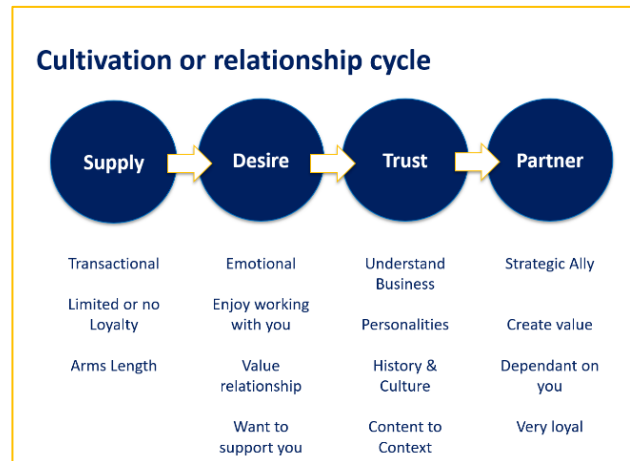 Cultivation or relationship cycle
Supply
Desire
Trust
Partner
Transactional
Limited or no
Loyalty
Arms Length
Emotional
Enjoy working
with you
Value
relationship
Want to
support you
Understand
Business
Personalities
History &
Culture
Content to
Context
Strategic Ally
Create value
Dependant on
you
Very loyal